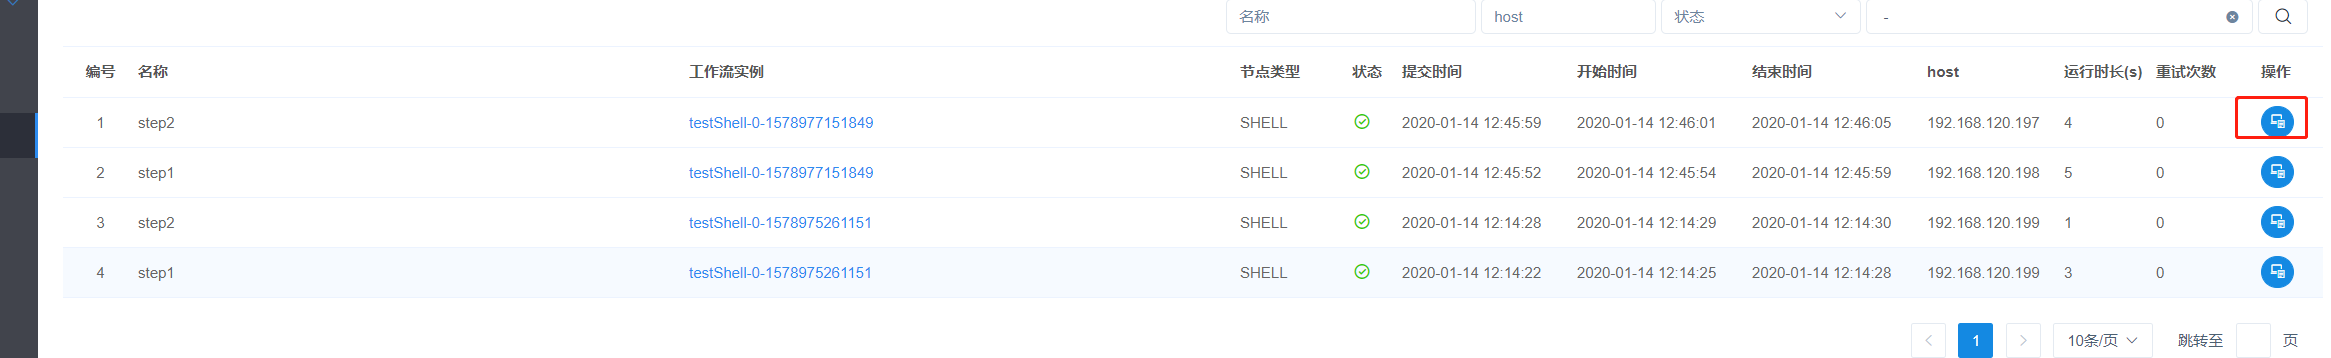 名称 host 状态 -
编号 名称 工作流实例 节点类型 状态 提交时间 开始时间 结束时间 host 运行时长(s) 重试次数 操作
1 step2 testShell-0-1578977151849 SHELL 2020-01-14 12:45:59 2020-01-14 12:46:01 2020-01-14 12:46:05 192.168.120.197 4 0
2 step1 testShell-0-1578977151849 SHELL 2020-01-14 12:45:52 2020-01-14 12:45:54 2020-01-14 12:45:59 192.168.120.198 5 0
3 step2 testShell-0-1578975261151 SHELL 2020-01-14 12:14:28 2020-01-14 12:14:29 2020-01-14 12:14:30 192.168.120.199 1 0
4 step1 testShell-0-1578975261151 SHELL 2020-01-14 12:14:22 2020-01-14 12:14:25 2020-01-14 12:14:28 192.168.120.199 3 0
1 10条/页 跳转至 页